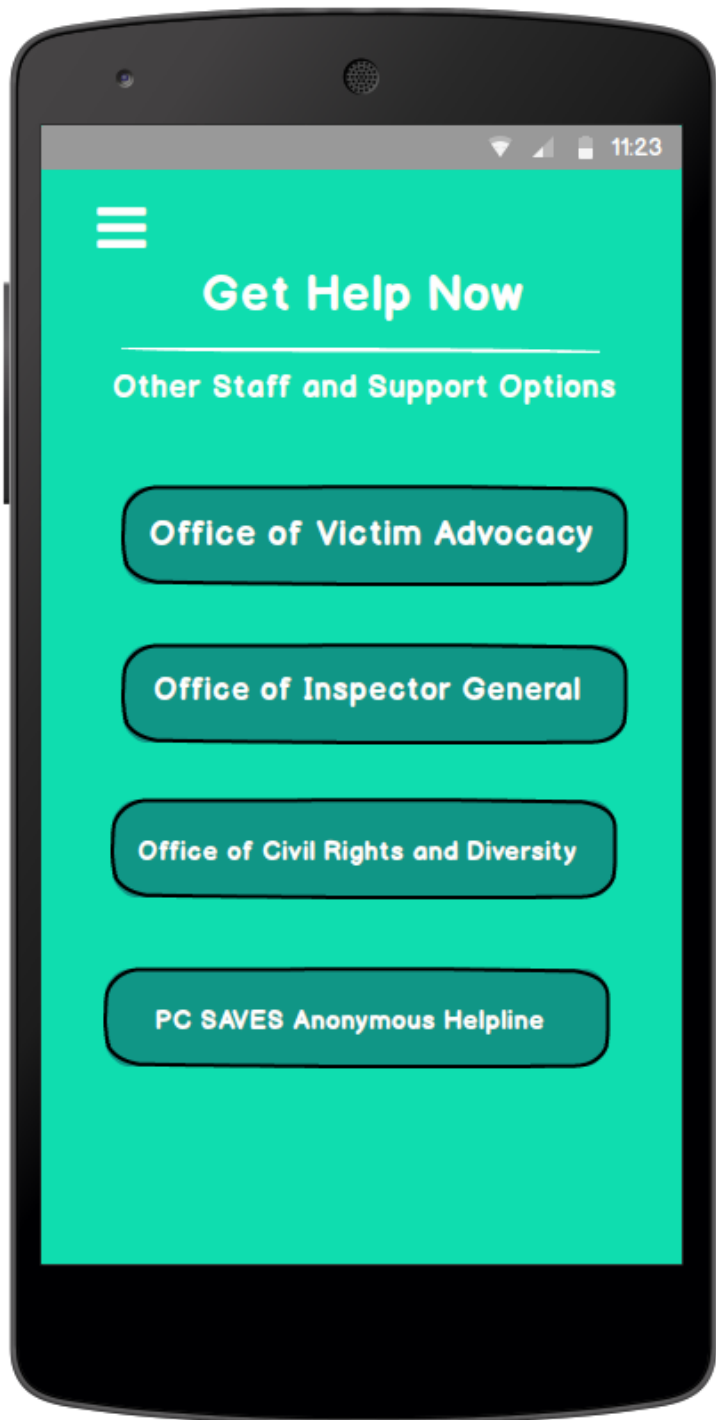 11:23
Get Help Now
Other Staff and Support Options
Office of Victim Advocacy
Office of Inspector General
Office of Civil Rights and Diversity
PC SAVES Anonymous Helpline